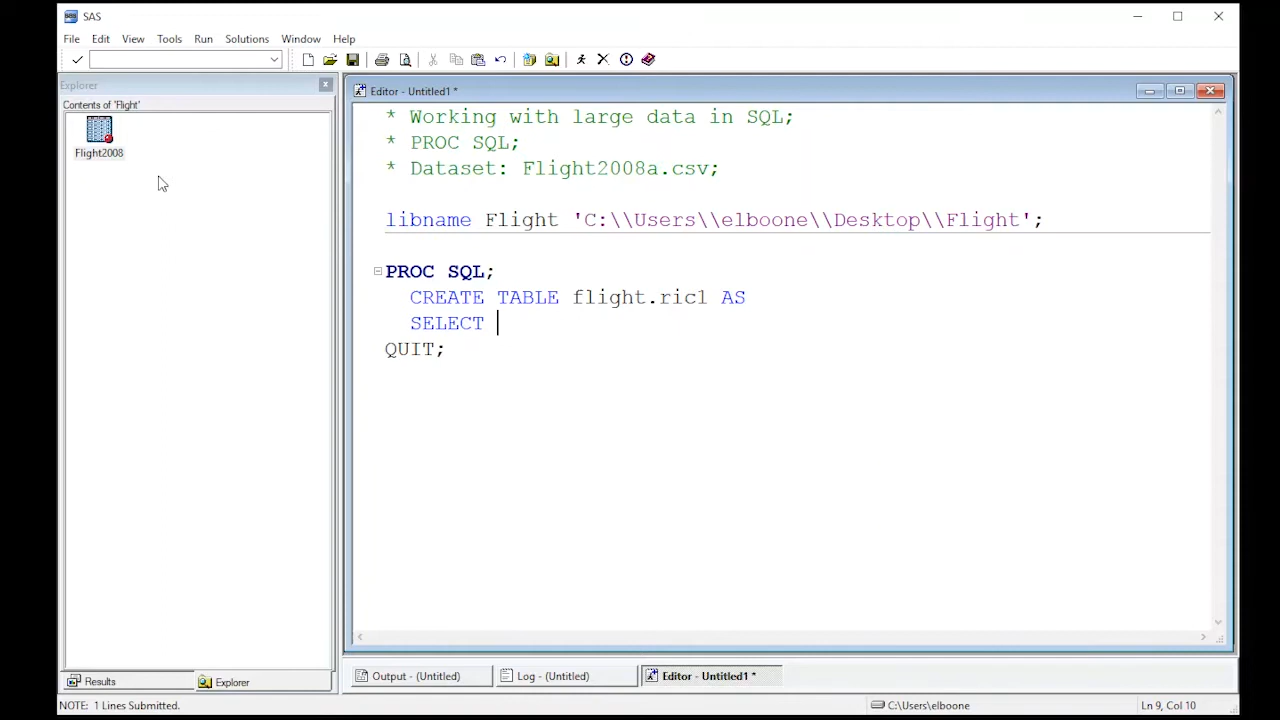 SAS
File Edit View Tools Run Solutions Window Help
Explorer
Contents of 'Flight'
Flight2008
Editor - Untitled1 *
* Working with large data in SQL;
* PROC SQL;
* Dataset: Flight2008a.csv;
libname Flight 'C:\\Users\\elboone\\Desktop\\Flight';
PROC SQL;
CREATE TABLE flight.ric1 AS
SELECT
QUIT;
Results Explorer
Output - (Untitled) Log - (Untitled) Editor - Untitled1 *
NOTE: 1 Lines Submitted. C:\Users\elboone Ln 9, Col 10